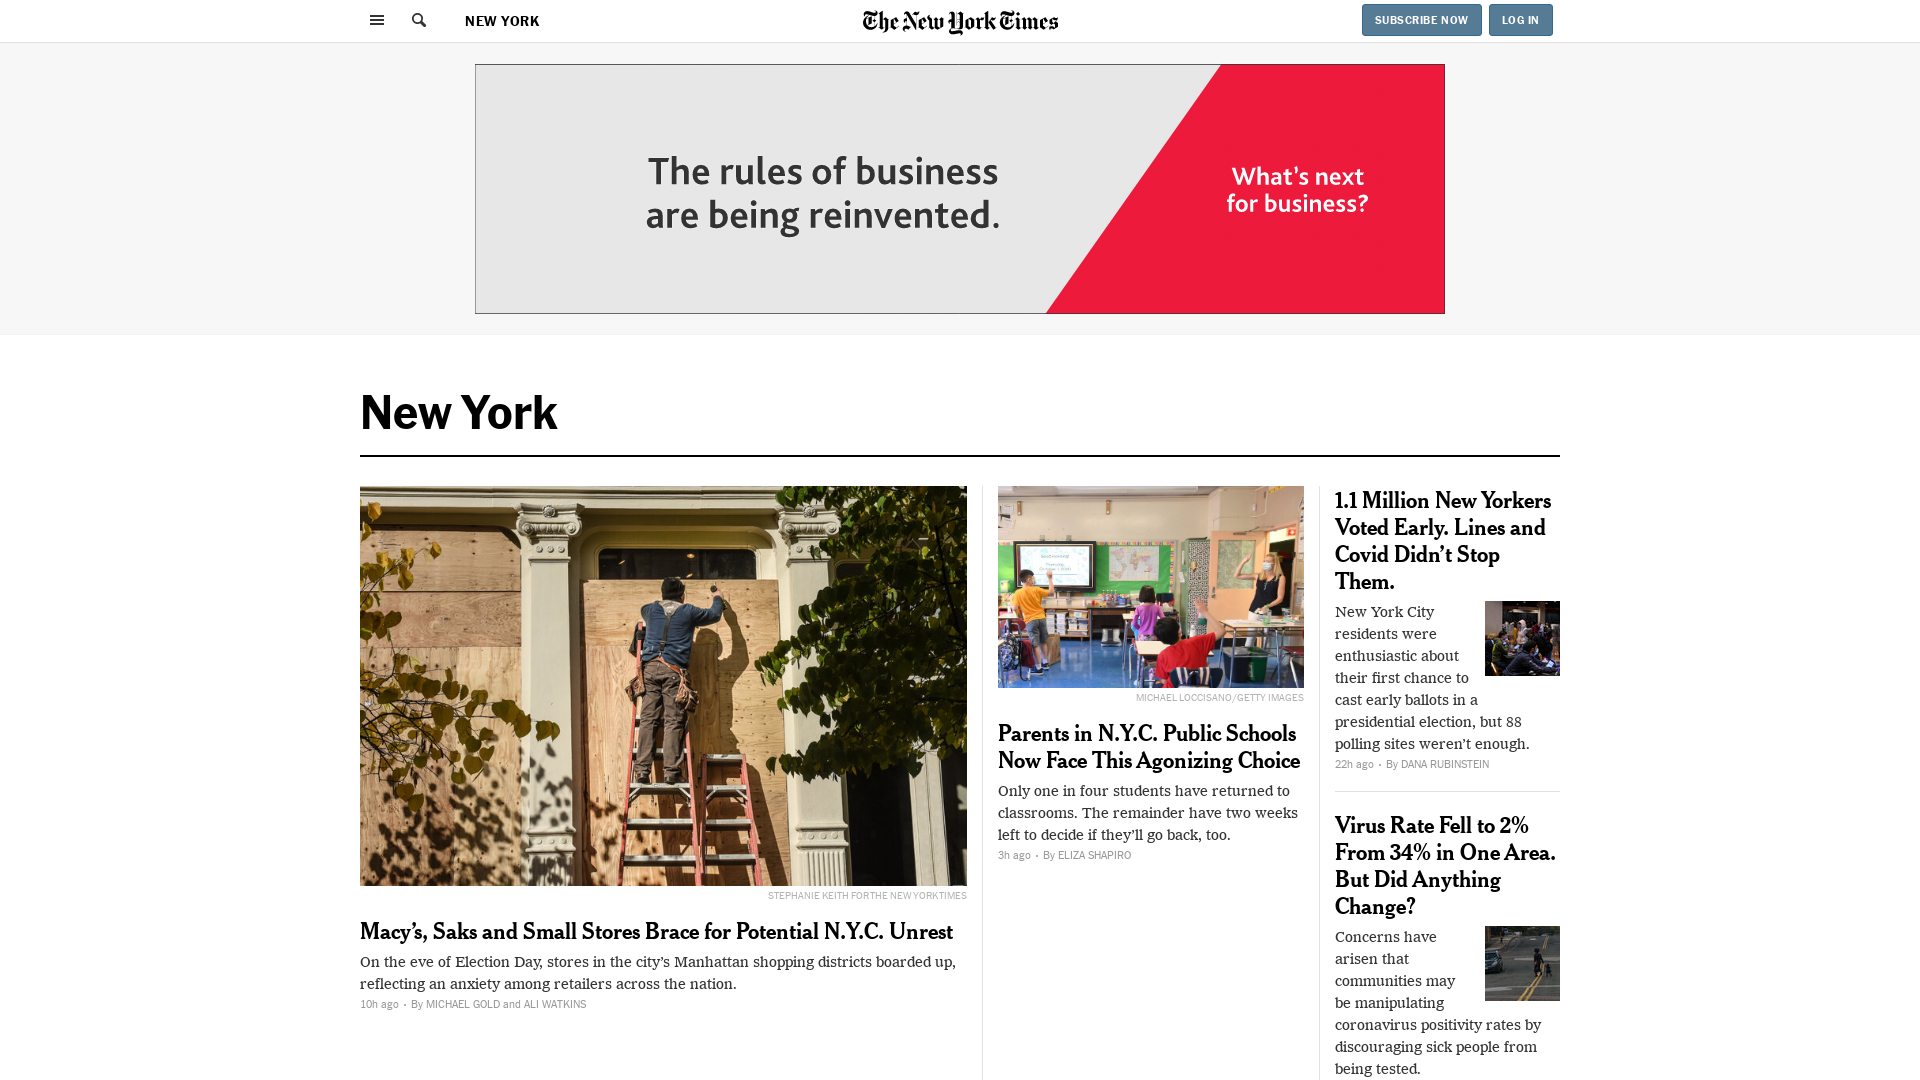 NEW YORK
The New York Times
SUBSCRIBE NOW
LOG IN
The rules of business
are being reinvented.
What's next
for business?
New York
STEPHANIE KEITH FOR THE NEW YORK TIMES
Macy’s, Saks and Small Stores Brace for Potential N.Y.C. Unrest
On the eve of Election Day, stores in the city’s Manhattan shopping districts boarded up,
reflecting an anxiety among retailers across the nation.
10h ago · By MICHAEL GOLD and ALI WATKINS
MICHAEL LOCCISANO/GETTY IMAGES
Parents in N.Y.C. Public Schools
Now Face This Agonizing Choice
Only one in four students have returned to
classrooms. The remainder have two weeks
left to decide if they’ll go back, too.
3h ago · By ELIZA SHAPIRO
1.1 Million New Yorkers
Voted Early. Lines and
Covid Didn’t Stop
Them.
New York City
residents were
enthusiastic about
their first chance to
cast early ballots in a
presidential election, but 88
polling sites weren’t enough.
22h ago · By DANA RUBINSTEIN
Virus Rate Fell to 2%
From 34% in One Area.
But Did Anything
Change?
Concerns have
arisen that
communities may
be manipulating
coronavirus positivity rates by
discouraging sick people from
being tested.